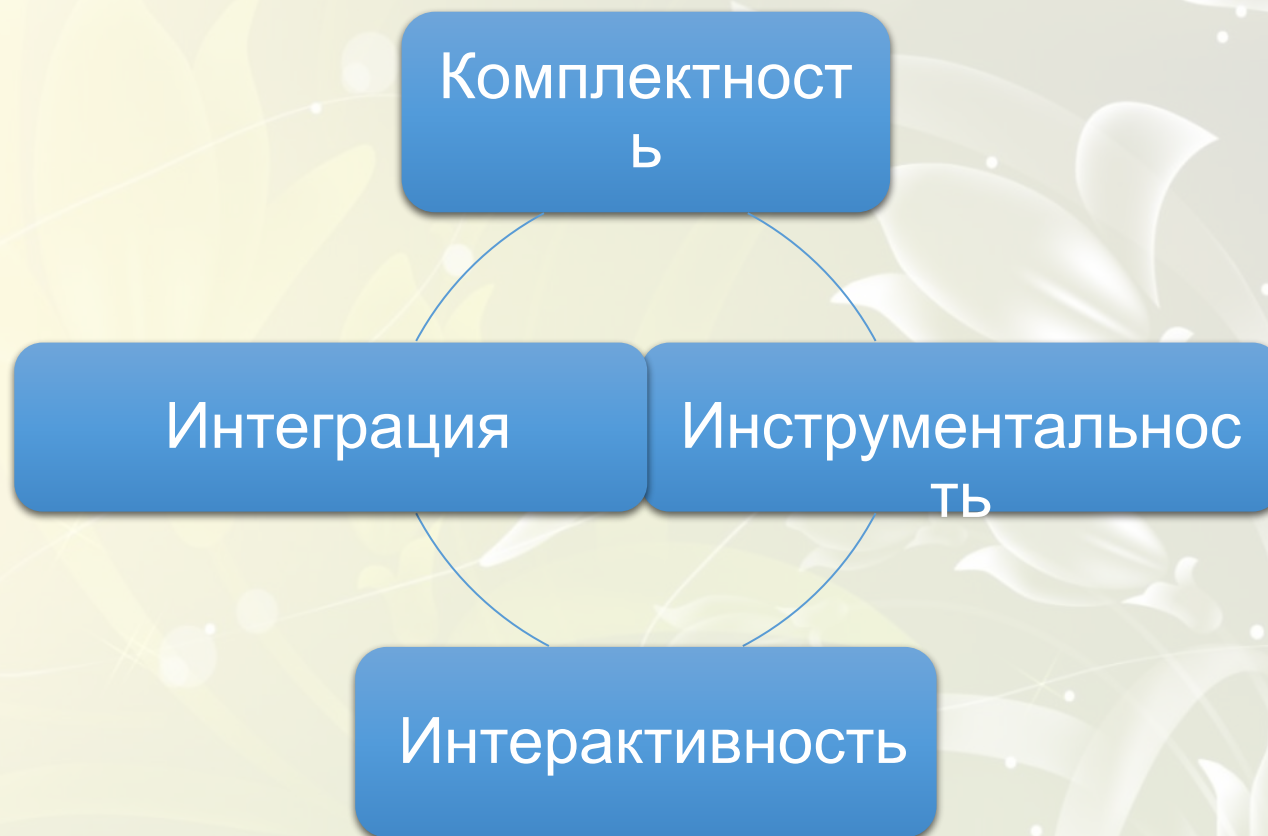 Комплектност
ь
Интеграция
Инструментальнос
ть
Интерактивность